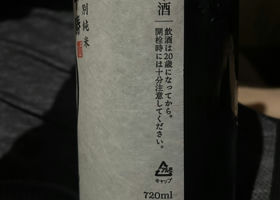 酒
飲酒は20歳になってから。
開栓時には十分注意してください。
別純米
キャップ
720ml